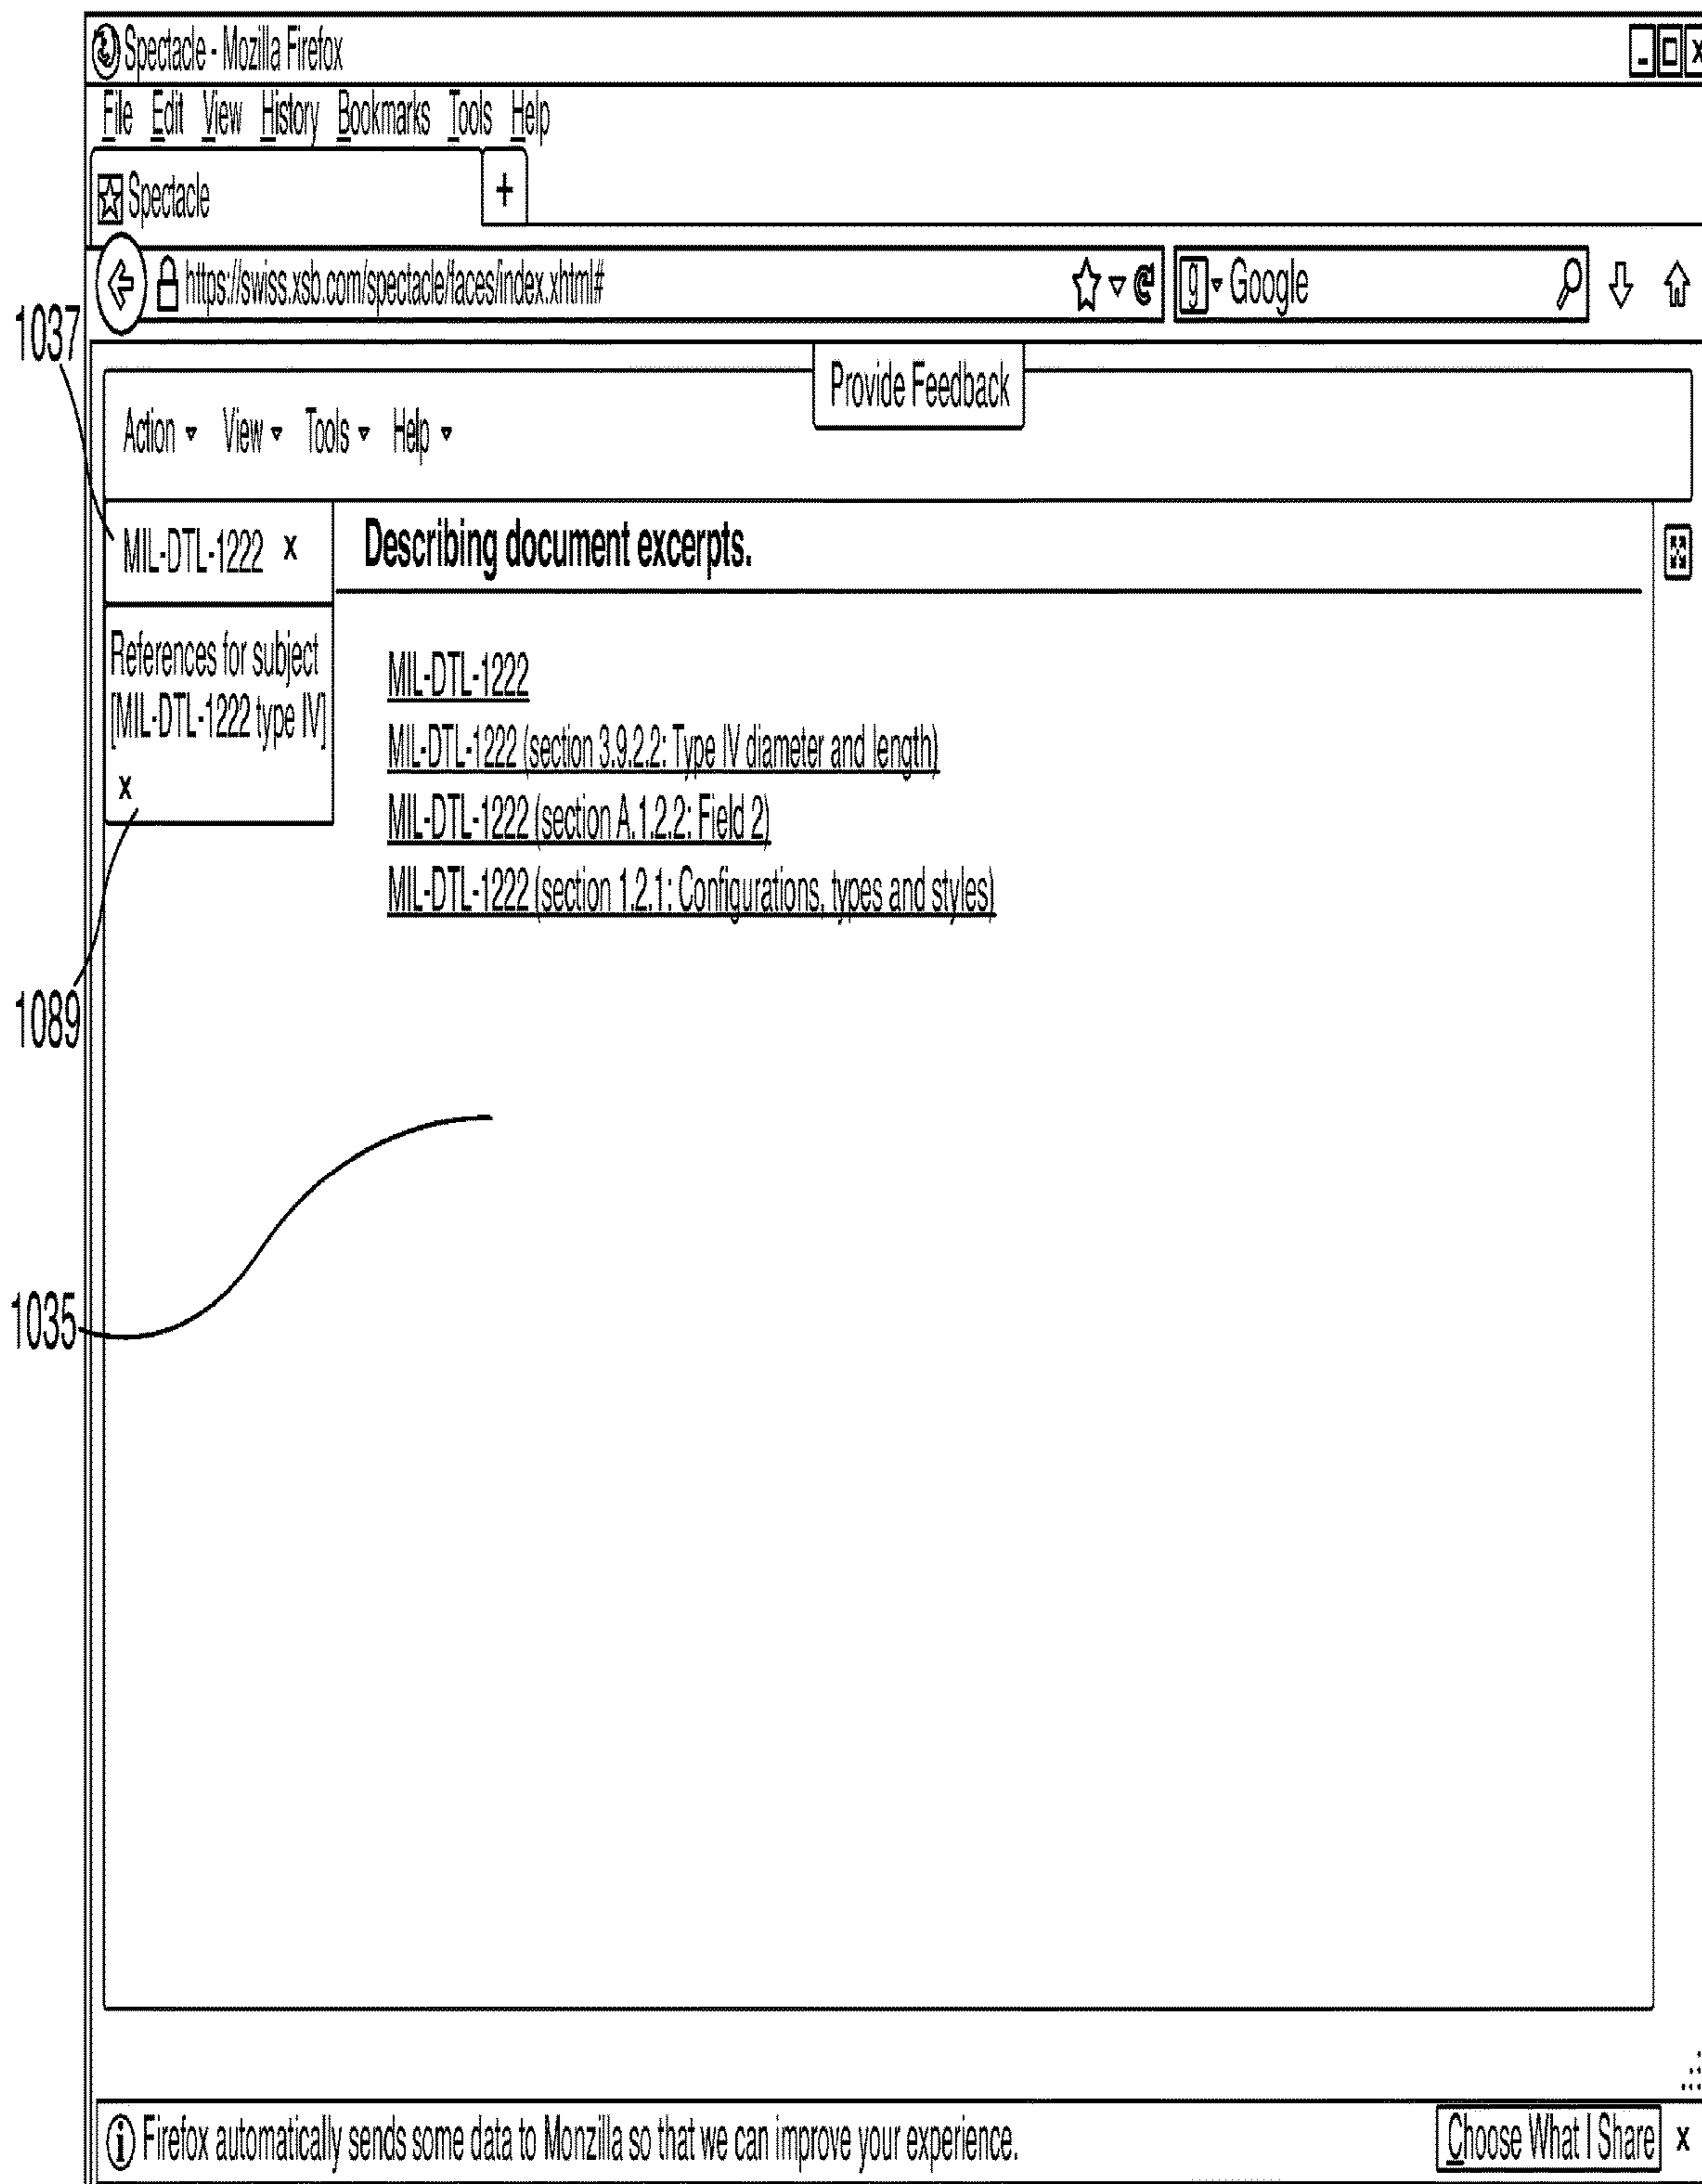 Spectacle - Mozilla Firefox
File Edit View History Bookmarks Tools Help
Spectacle +
https://swiss.xsb.com/spectacle/faces/index.xhtml# g Google
1037
Provide Feedback
Action View Tools Help
MIL-DTL-1222 x
Describing document excerpts.
References for subject
[MIL-DTL-1222 type IV]
x
MIL-DTL-1222
MIL-DTL-1222 (section 3.9.2.2: Type IV diameter and length)
MIL-DTL-1222 (section A.1.2.2: Field 2)
MIL-DTL-1222 (section 1.2.1: Configurations, types and styles)
1089
1035
Firefox automatically sends some data to Monzilla so that we can improve your experience. Choose What I Share x